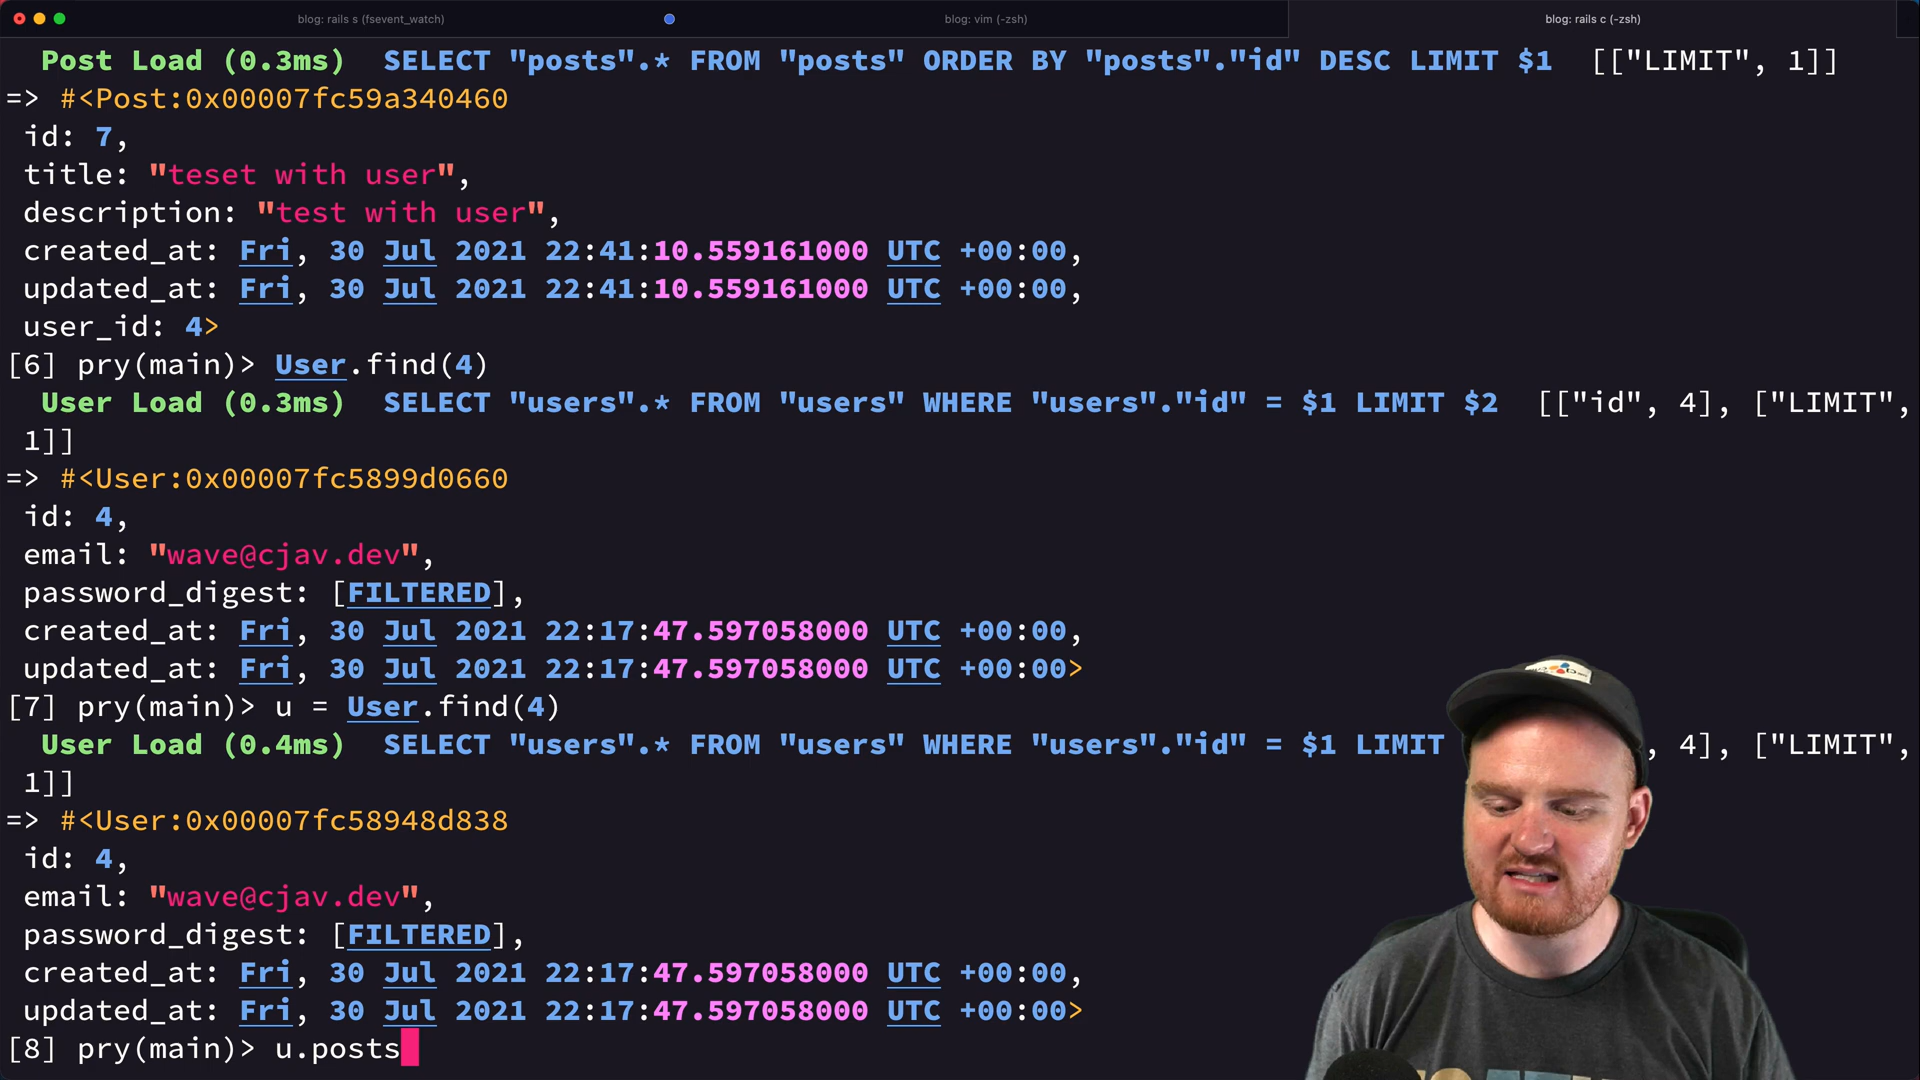 blog: rails s (fsevent_watch)
blog: vim (-zsh)
blog: rails c (-zsh)
Post Load (0.3ms)  SELECT "posts".* FROM "posts" ORDER BY "posts"."id" DESC LIMIT $1  [["LIMIT", 1]]
=> #<Post:0x00007fc59a340460
id: 7,
title: "teset with user",
description: "test with user",
created_at: Fri, 30 Jul 2021 22:41:10.559161000 UTC +00:00,
updated_at: Fri, 30 Jul 2021 22:41:10.559161000 UTC +00:00,
user_id: 4>
[6] pry(main)> User.find(4)
User Load (0.3ms)  SELECT "users".* FROM "users" WHERE "users"."id" = $1 LIMIT $2  [["id", 4], ["LIMIT",
1]]
=> #<User:0x00007fc5899d0660
id: 4,
email: "wave@cjav.dev",
password_digest: [FILTERED],
created_at: Fri, 30 Jul 2021 22:17:47.597058000 UTC +00:00,
updated_at: Fri, 30 Jul 2021 22:17:47.597058000 UTC +00:00>
[7] pry(main)> u = User.find(4)
User Load (0.4ms)  SELECT "users".* FROM "users" WHERE "users"."id" = $1 LIMIT , 4], ["LIMIT",
1]]
=> #<User:0x00007fc58948d838
id: 4,
email: "wave@cjav.dev",
password_digest: [FILTERED],
created_at: Fri, 30 Jul 2021 22:17:47.597058000 UTC +00:00,
updated_at: Fri, 30 Jul 2021 22:17:47.597058000 UTC +00:00>
[8] pry(main)> u.posts